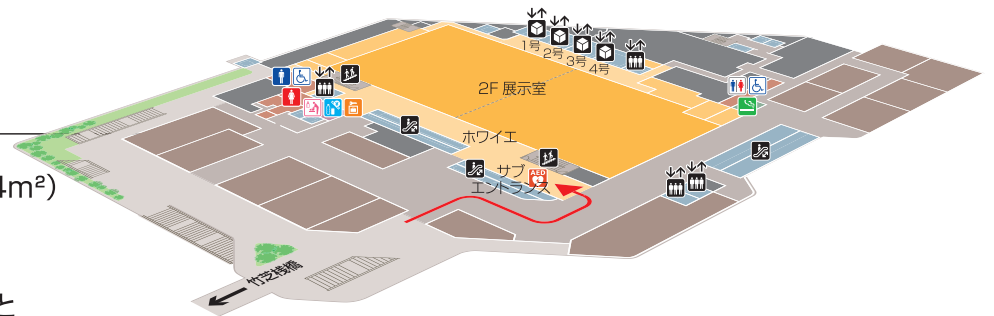 1号
2号
3号
4号
2F 展示室
ホワイエ
AED
サブ
エントランス
4m²)
竹芝桟橋
と